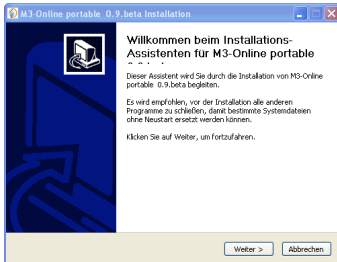 M3-Online portable 0.9.beta Installation
Willkommen beim Installations-
Assistenten für M3-Online portable
Dieser Assistent wird Sie durch die Installation von M3-Online
portable 0.9.beta begleiten.
Es wird empfohlen, vor der Installation alle anderen
Programme zu schließen, damit bestimmte Systemdateien
ohne Neustart ersetzt werden können.
Klicken Sie auf Weiter, um fortzufahren.
Weiter > Abbrechen